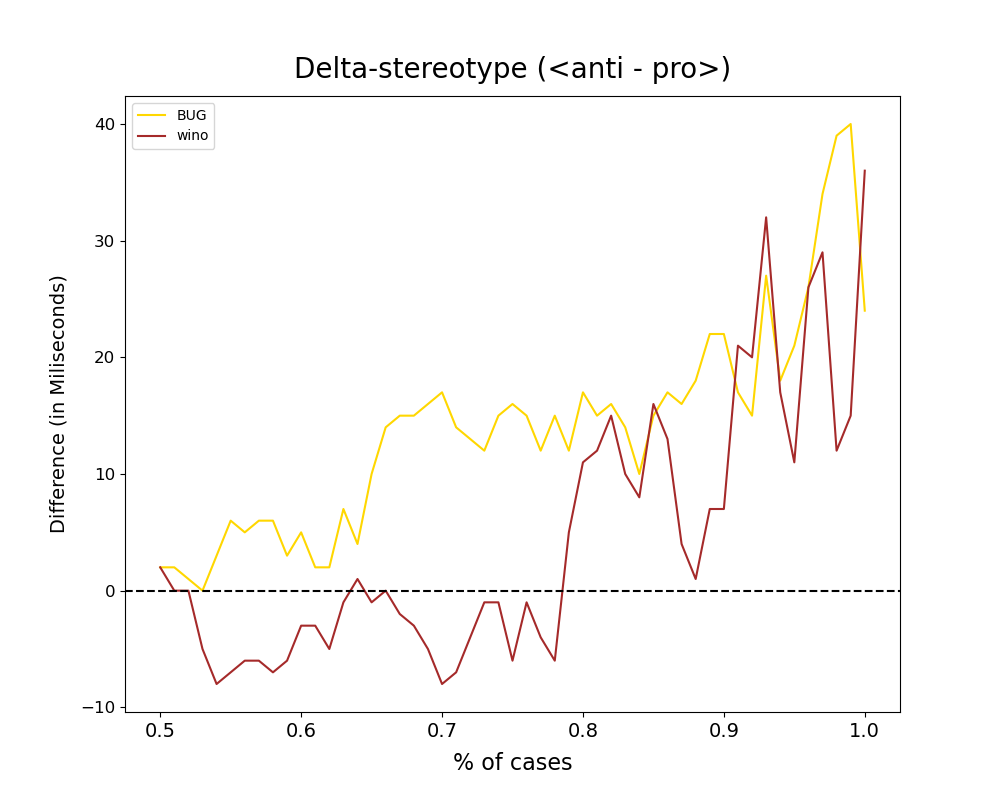 Delta-stereotype (<anti - pro>)
BUG
wino
Difference (in Miliseconds)
40
30
20
10
0
−10
0.5 0.6 0.7 0.8 0.9 1.0
% of cases